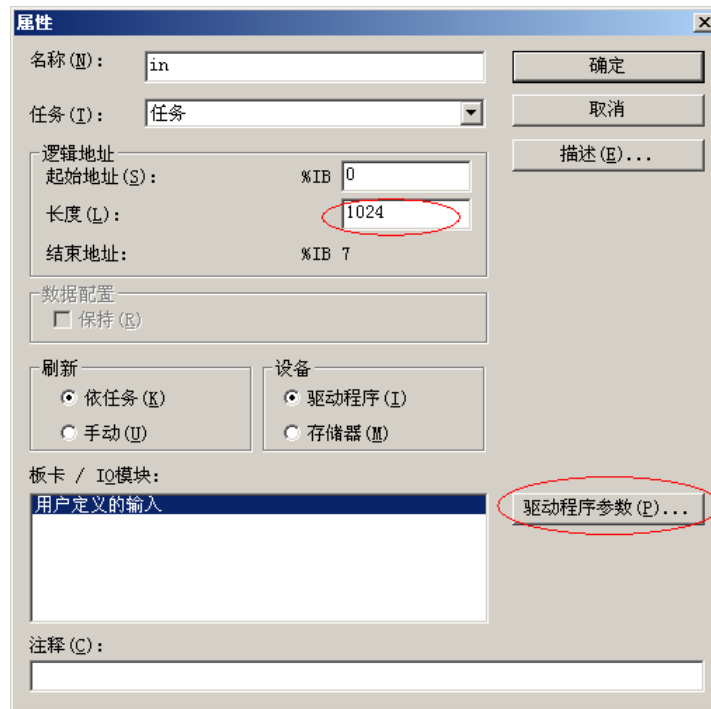 属性
名称(N): in
确定
任务(T): 任务
取消
逻辑地址
描述(E)...
起始地址(S): %IB 0
长度(L): 1024
结束地址: %IB 7
数据配置
保持(R)
刷新 设备
依任务(K) 驱动程序(I)
手动(U) 存储器(M)
板卡 / IO模块:
用户定义的输入
驱动程序参数(P)...
注释(C):